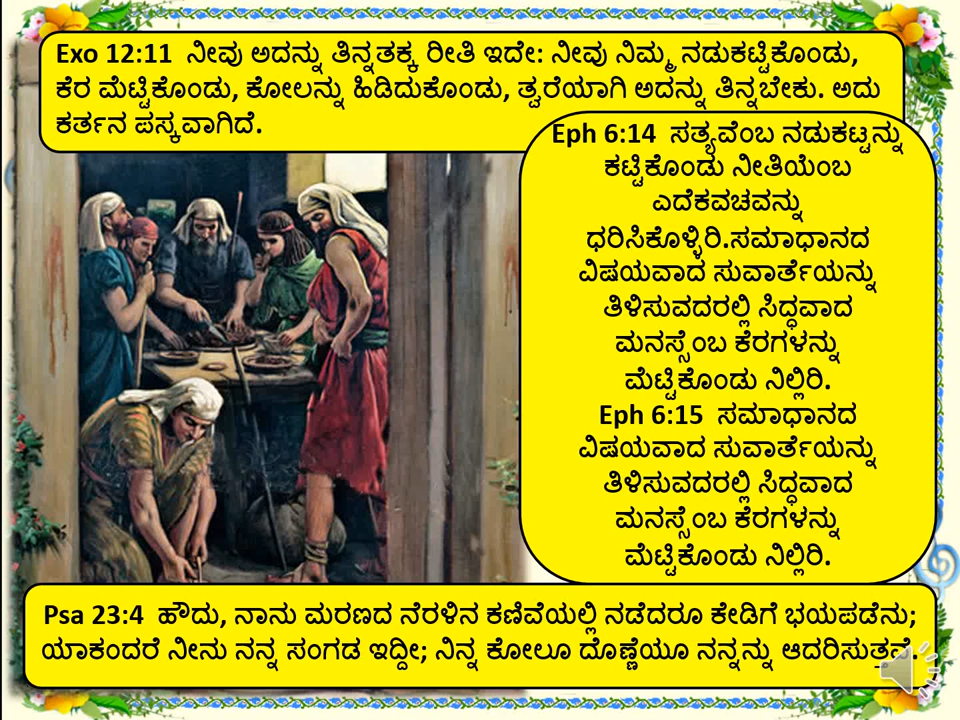 Exo 12:11 ನೀವು ಅದನ್ನು ತಿನ್ನತಕ್ಕ ರೀತಿ ಇದೇ: ನೀವು ನಿಮ್ಮ ನಡುಕಟ್ಟಿಕೊಂಡು,
ಕೆರ ಮೆಟ್ಟಿಕೊಂಡು, ಕೋಲನ್ನು ಹಿಡಿದುಕೊಂಡು, ತ್ವರೆಯಾಗಿ ಅದನ್ನು ತಿನ್ನಬೇಕು. ಅದು
ಕರ್ತನ ಪಸ್ಕವಾಗಿದೆ.
Eph 6:14 ಸತ್ಯವೆಂಬ ನಡುಕಟ್ಟನ್ನು
ಕಟ್ಟಿಕೊಂಡು ನೀತಿಯೆಂಬ
ಎದೆಕವಚವನ್ನು
ಧರಿಸಿಕೊಳ್ಳಿರಿ.ಸಮಾಧಾನದ
ವಿಷಯವಾದ ಸುವಾರ್ತೆಯನ್ನು
ತಿಳಿಸುವದರಲ್ಲಿ ಸಿದ್ಧವಾದ
ಮನಸ್ಸೆಂಬ ಕೆರಗಳನ್ನು
ಮೆಟ್ಟಿಕೊಂಡು ನಿಲ್ಲಿರಿ.
Eph 6:15 ಸಮಾಧಾನದ
ವಿಷಯವಾದ ಸುವಾರ್ತೆಯನ್ನು
ತಿಳಿಸುವದರಲ್ಲಿ ಸಿದ್ಧವಾದ
ಮನಸ್ಸೆಂಬ ಕೆರಗಳನ್ನು
ಮೆಟ್ಟಿಕೊಂಡು ನಿಲ್ಲಿರಿ.
Psa 23:4 ಹೌದು, ನಾನು ಮರಣದ ನೆರಳಿನ ಕಣಿವೆಯಲ್ಲಿ ನಡೆದರೂ ಕೇಡಿಗೆ ಭಯಪಡೆನು;
ಯಾಕಂದರೆ ನೀನು ನನ್ನ ಸಂಗಡ ಇದ್ದೀ; ನಿನ್ನ ಕೋಲೂ ದೊಣ್ಣೆಯೂ ನನ್ನನ್ನು ಆದರಿಸುತ್ತವೆ.